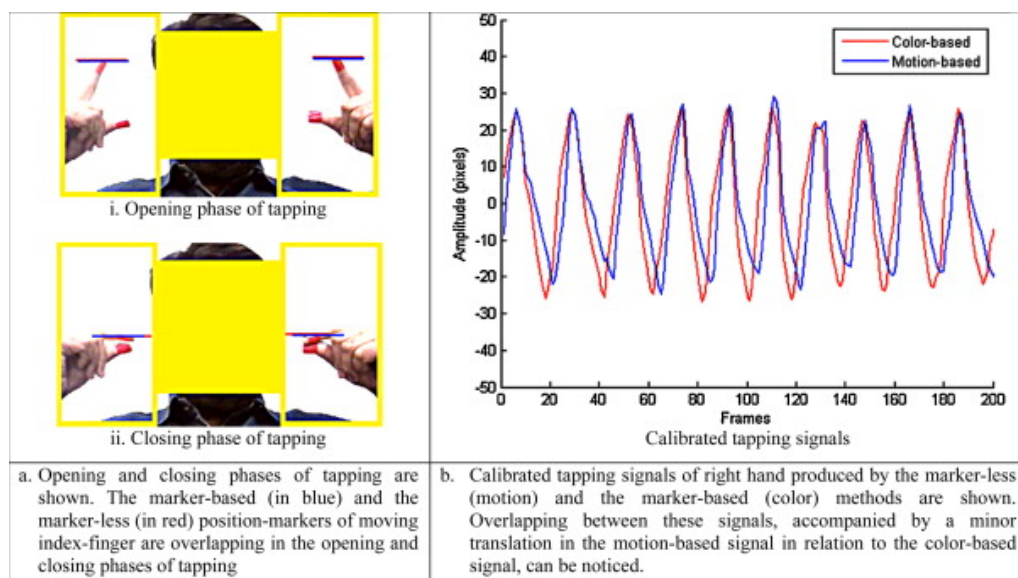 i. Opening phase of tapping
ii. Closing phase of tapping
50
40
30
20
10
0
-10
-20
-30
-40
-50
Amplitude (pixels)
Color-based
Motion-based
0 20 40 60 80 100 120 140 160 180 200
Frames
Calibrated tapping signals
a. Opening and closing phases of tapping are
shown. The marker-based (in blue) and the
marker-less (in red) position-markers of moving
index-finger are overlapping in the opening and
closing phases of tapping
b. Calibrated tapping signals of right hand produced by the marker-less
(motion) and the marker-based (color) methods are shown.
Overlapping between these signals, accompanied by a minor
translation in the motion-based signal in relation to the color-based
signal, can be noticed.